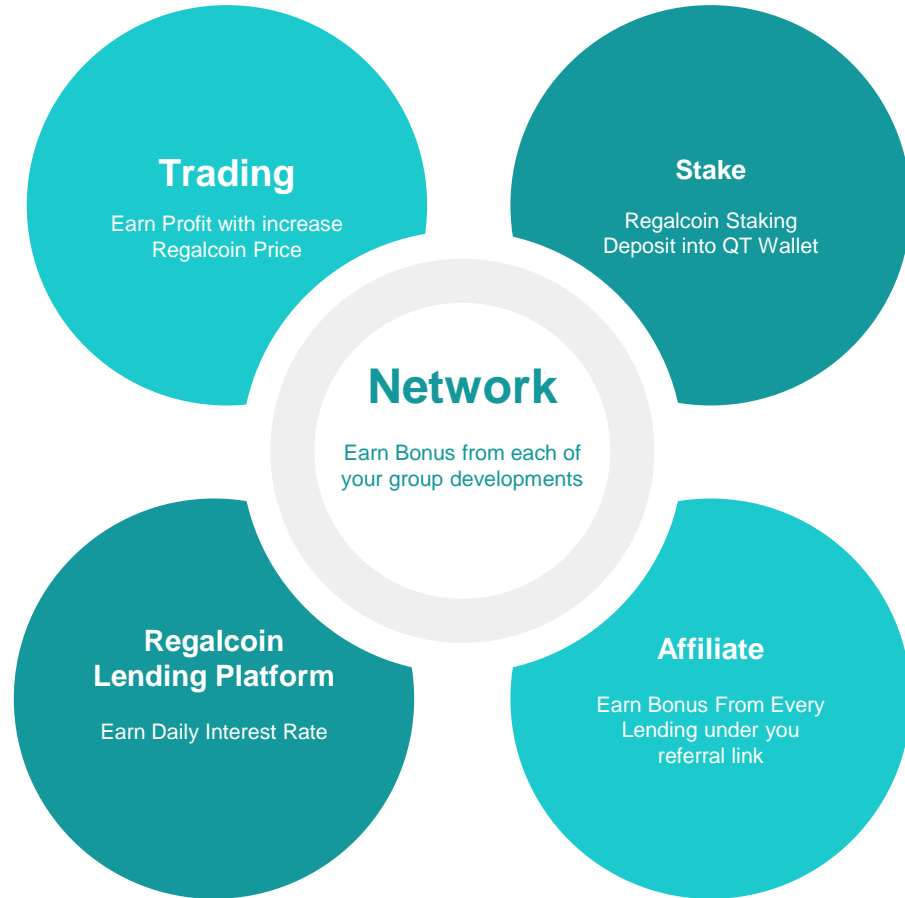 Trading
Earn Profit with increase
Regalcoin Price
Stake
Regalcoin Staking
Deposit into QT Wallet
Network
Earn Bonus from each of
your group developments
Regalcoin
Lending Platform
Earn Daily Interest Rate
Affiliate
Earn Bonus From Every
Lending under you
referral link